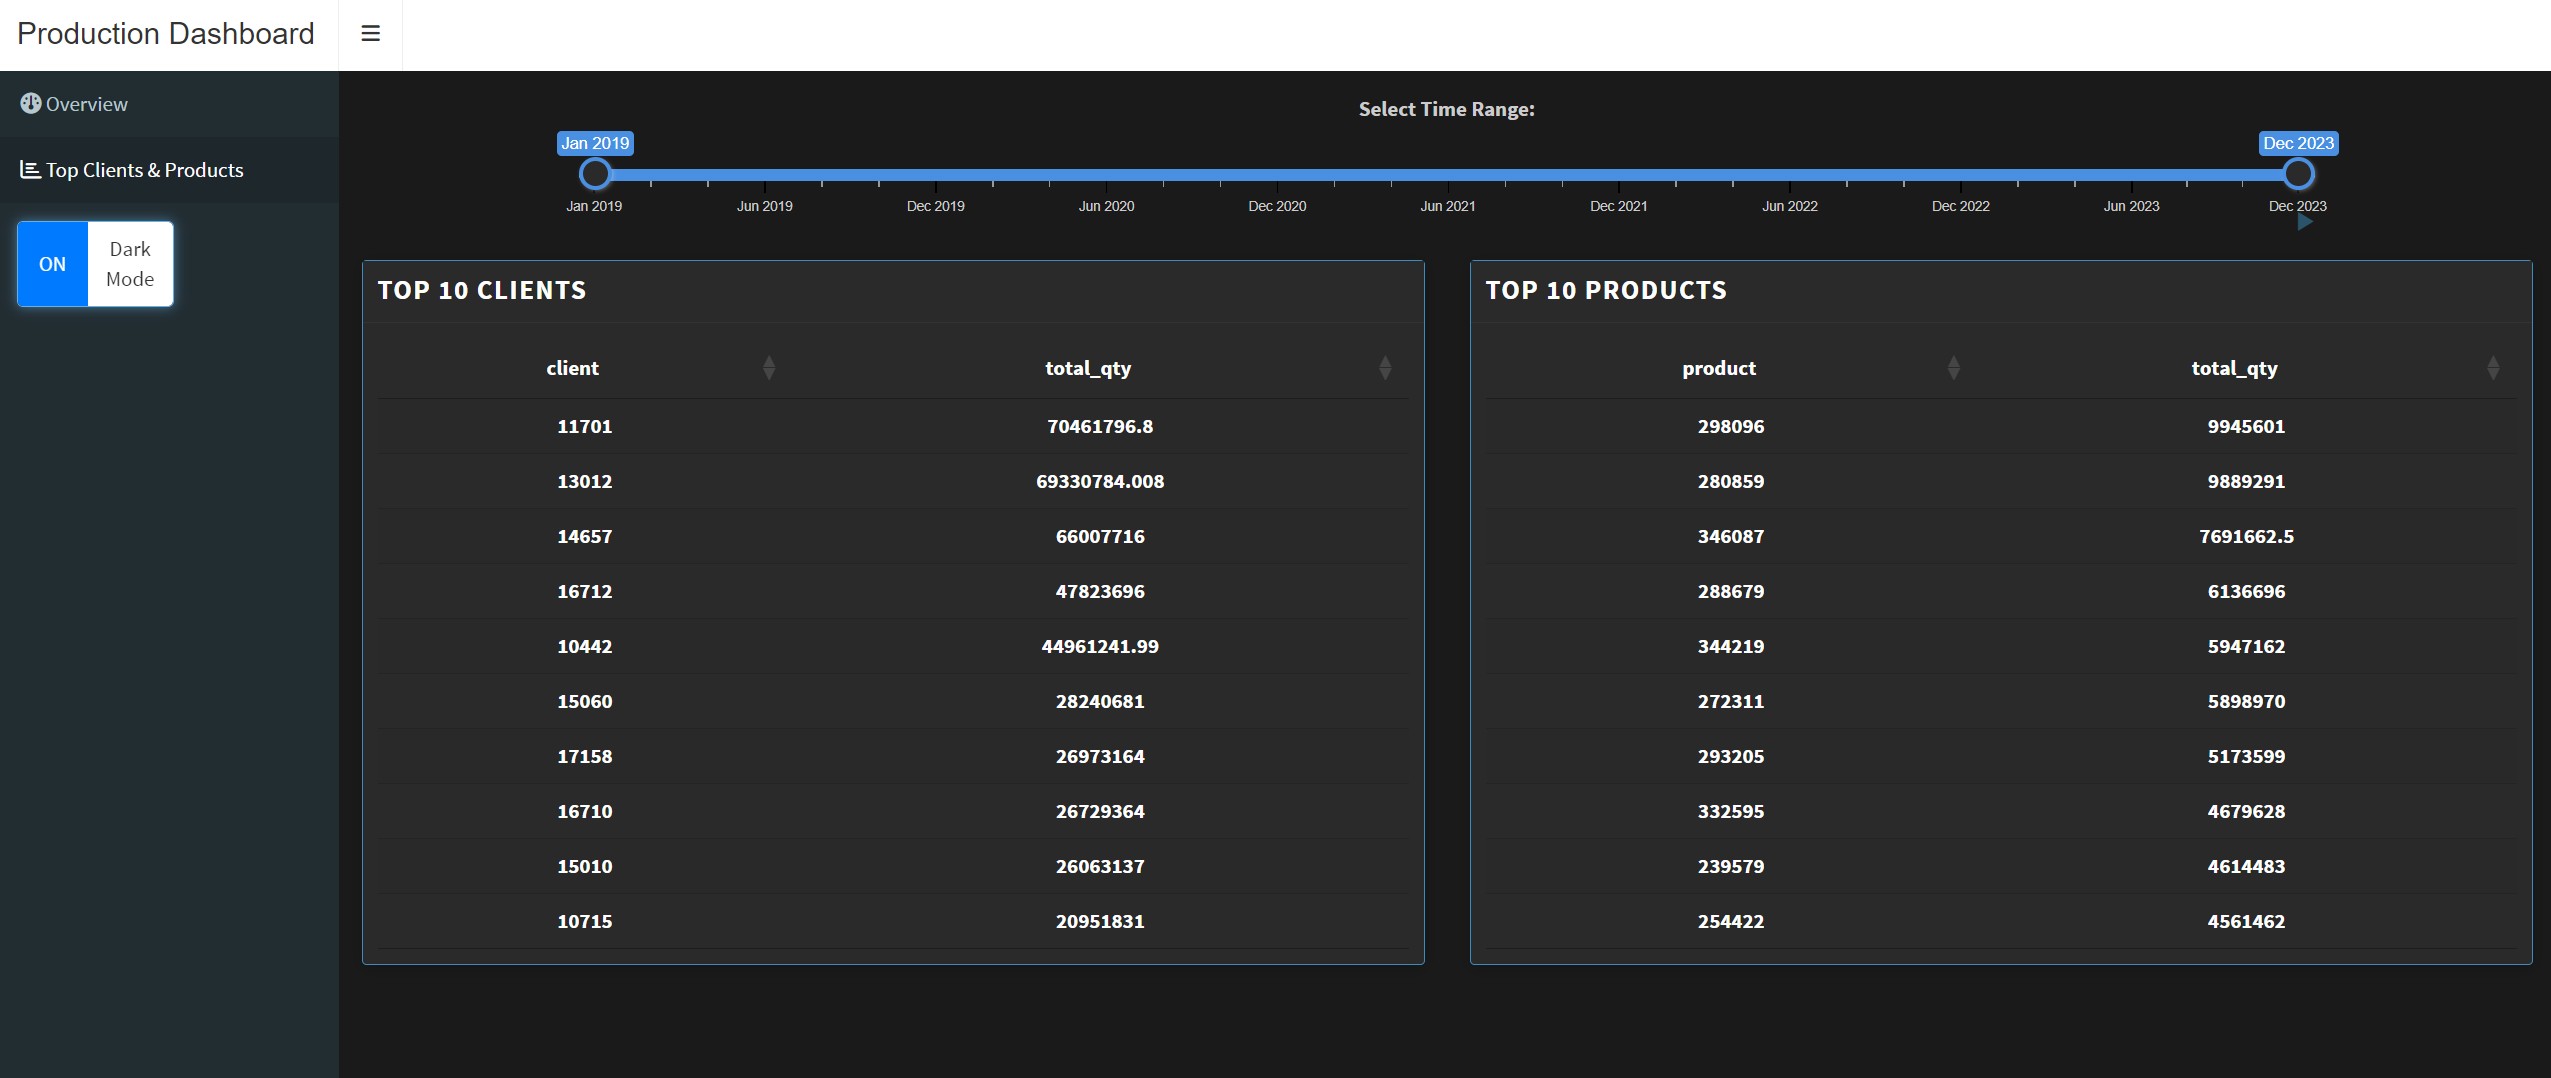 Production Dashboard
Overview
Top Clients & Products
ON
Dark
Mode
Select Time Range:
Jan 2019 Dec 2023
Jan 2019 Jun 2019 Dec 2019 Jun 2020 Dec 2020 Jun 2021 Dec 2021 Jun 2022 Dec 2022 Jun 2023 Dec 2023
TOP 10 CLIENTS
client total_qty
11701 70461796.8
13012 69330784.008
14657 66007716
16712 47823696
10442 44961241.99
15060 28240681
17158 26973164
16710 26729364
15010 26063137
10715 20951831
TOP 10 PRODUCTS
product total_qty
298096 9945601
280859 9889291
346087 7691662.5
288679 6136696
344219 5947162
272311 5898970
293205 5173599
332595 4679628
239579 4614483
254422 4561462